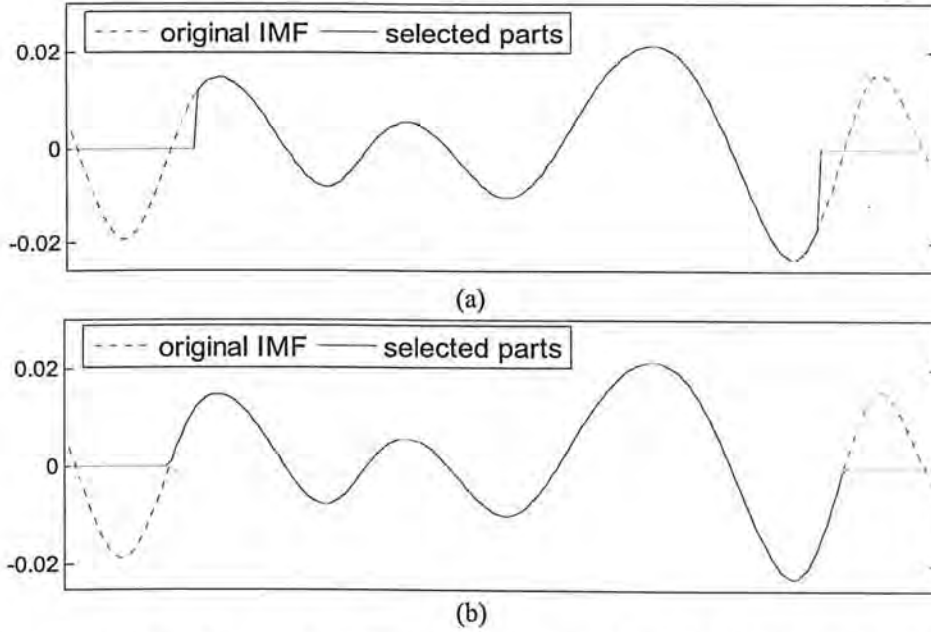 original IMF
selected parts
0.02
0
-0.02
(a)
original IMF
selected parts
0.02
0
-0.02
(b)